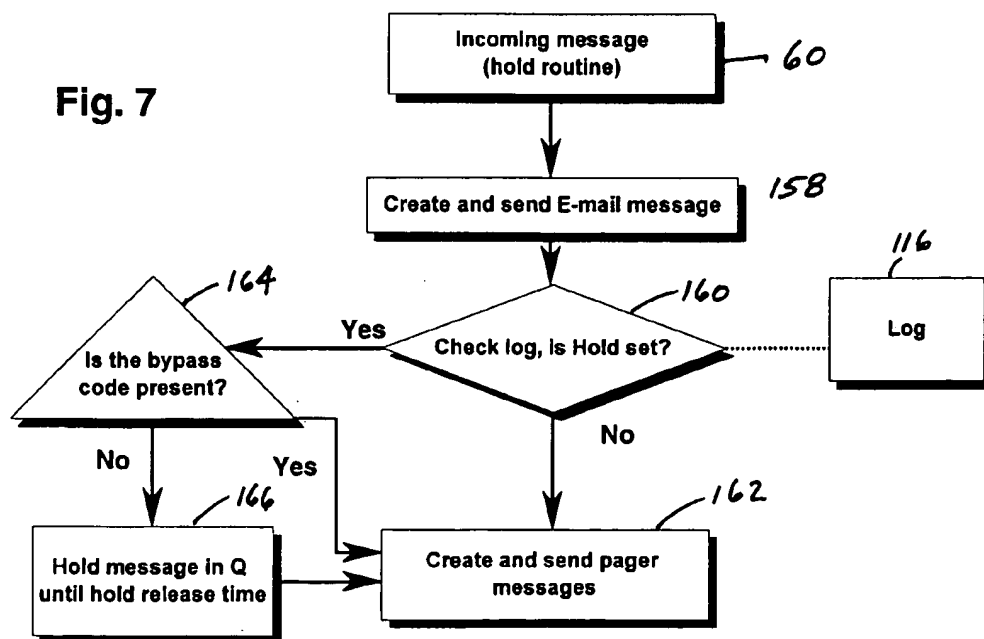 Fig. 7
Incoming message
(hold routine)
60
Create and send E-mail message
158
164
160
116
Yes
Check log, is Hold set?
Log
Is the bypass
code present?
No
No
Yes
166
162
Hold message in Q
until hold release time
Create and send pager
messages